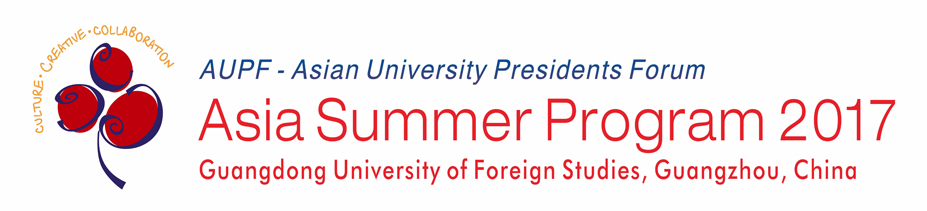 CULTURE • CREATIVE • COLLABORATION
AUPF - Asian University Presidents Forum
Asia Summer Program 2017
Guangdong University of Foreign Studies, Guangzhou, China